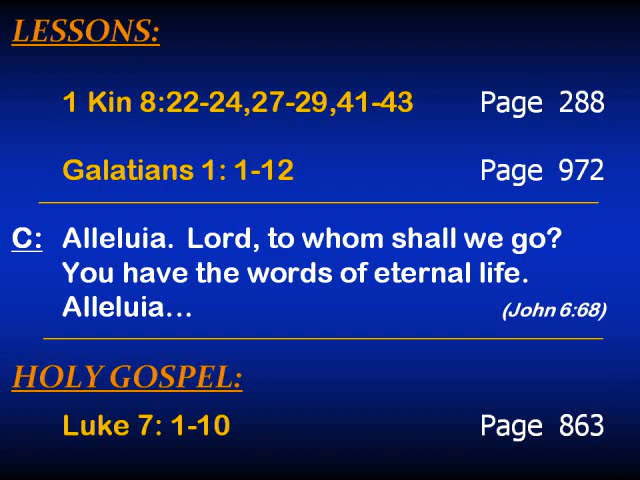 LESSONS:
1 Kin 8:22-24,27-29,41-43 Page 288
Galatians 1: 1-12 Page 972
C: Alleluia. Lord, to whom shall we go?
You have the words of eternal life.
Alleluia… (John 6:68)
HOLY GOSPEL:
Luke 7: 1-10 Page 863